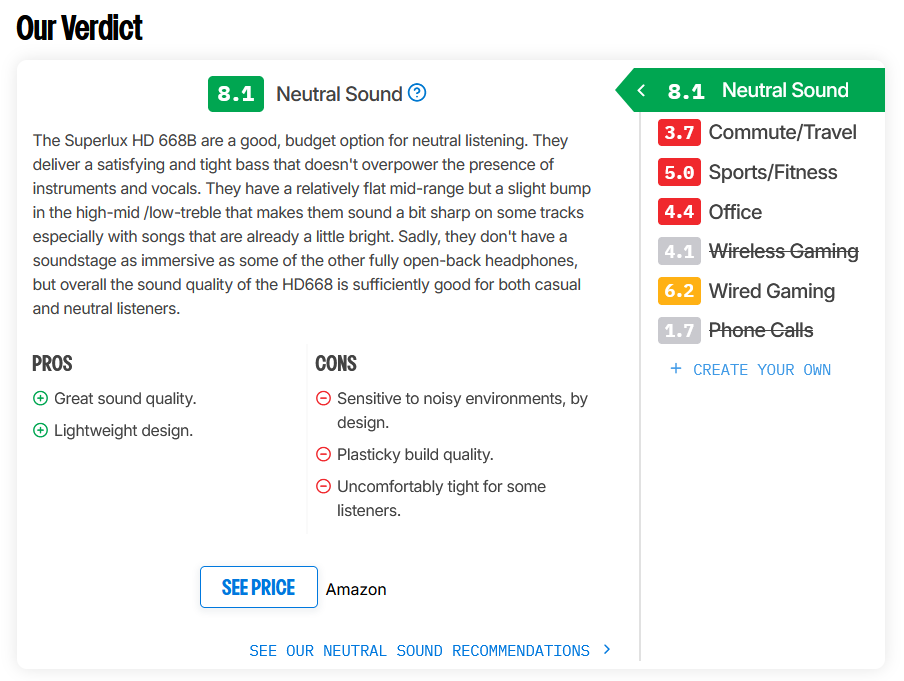 Our Verdict
8.1 Neutral Sound ?
The Superlux HD 668B are a good, budget option for neutral listening. They
deliver a satisfying and tight bass that doesn't overpower the presence of
instruments and vocals. They have a relatively flat mid-range but a slight bump
in the high-mid /low-treble that makes them sound a bit sharp on some tracks
especially with songs that are already a little bright. Sadly, they don't have a
soundstage as immersive as some of the other fully open-back headphones,
but overall the sound quality of the HD668 is sufficiently good for both casual
and neutral listeners.
PROS
Great sound quality.
Lightweight design.
CONS
Sensitive to noisy environments, by
design.
Plasticky build quality.
Uncomfortably tight for some
listeners.
SEE PRICE Amazon
SEE OUR NEUTRAL SOUND RECOMMENDATIONS >
< 8.1 Neutral Sound
3.7 Commute/Travel
5.0 Sports/Fitness
4.4 Office
4.1 Wireless Gaming
6.2 Wired Gaming
1.7 Phone Calls
+ CREATE YOUR OWN